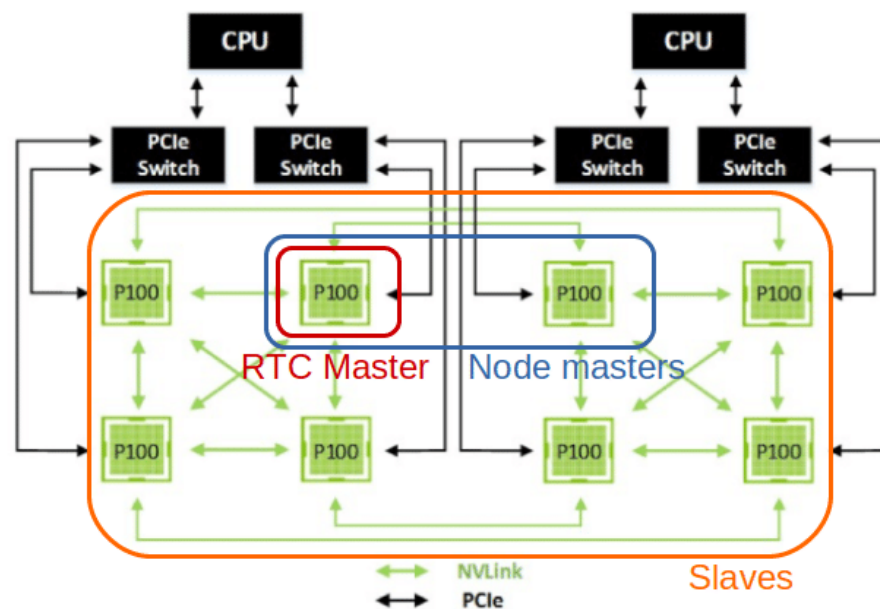 CPU
CPU
PCIe
Switch
PCIe
Switch
PCIe
Switch
PCIe
Switch
P100
P100
P100
P100
RTC Master
Node masters
P100
P100
P100
P100
NVLink
PCIe
Slaves